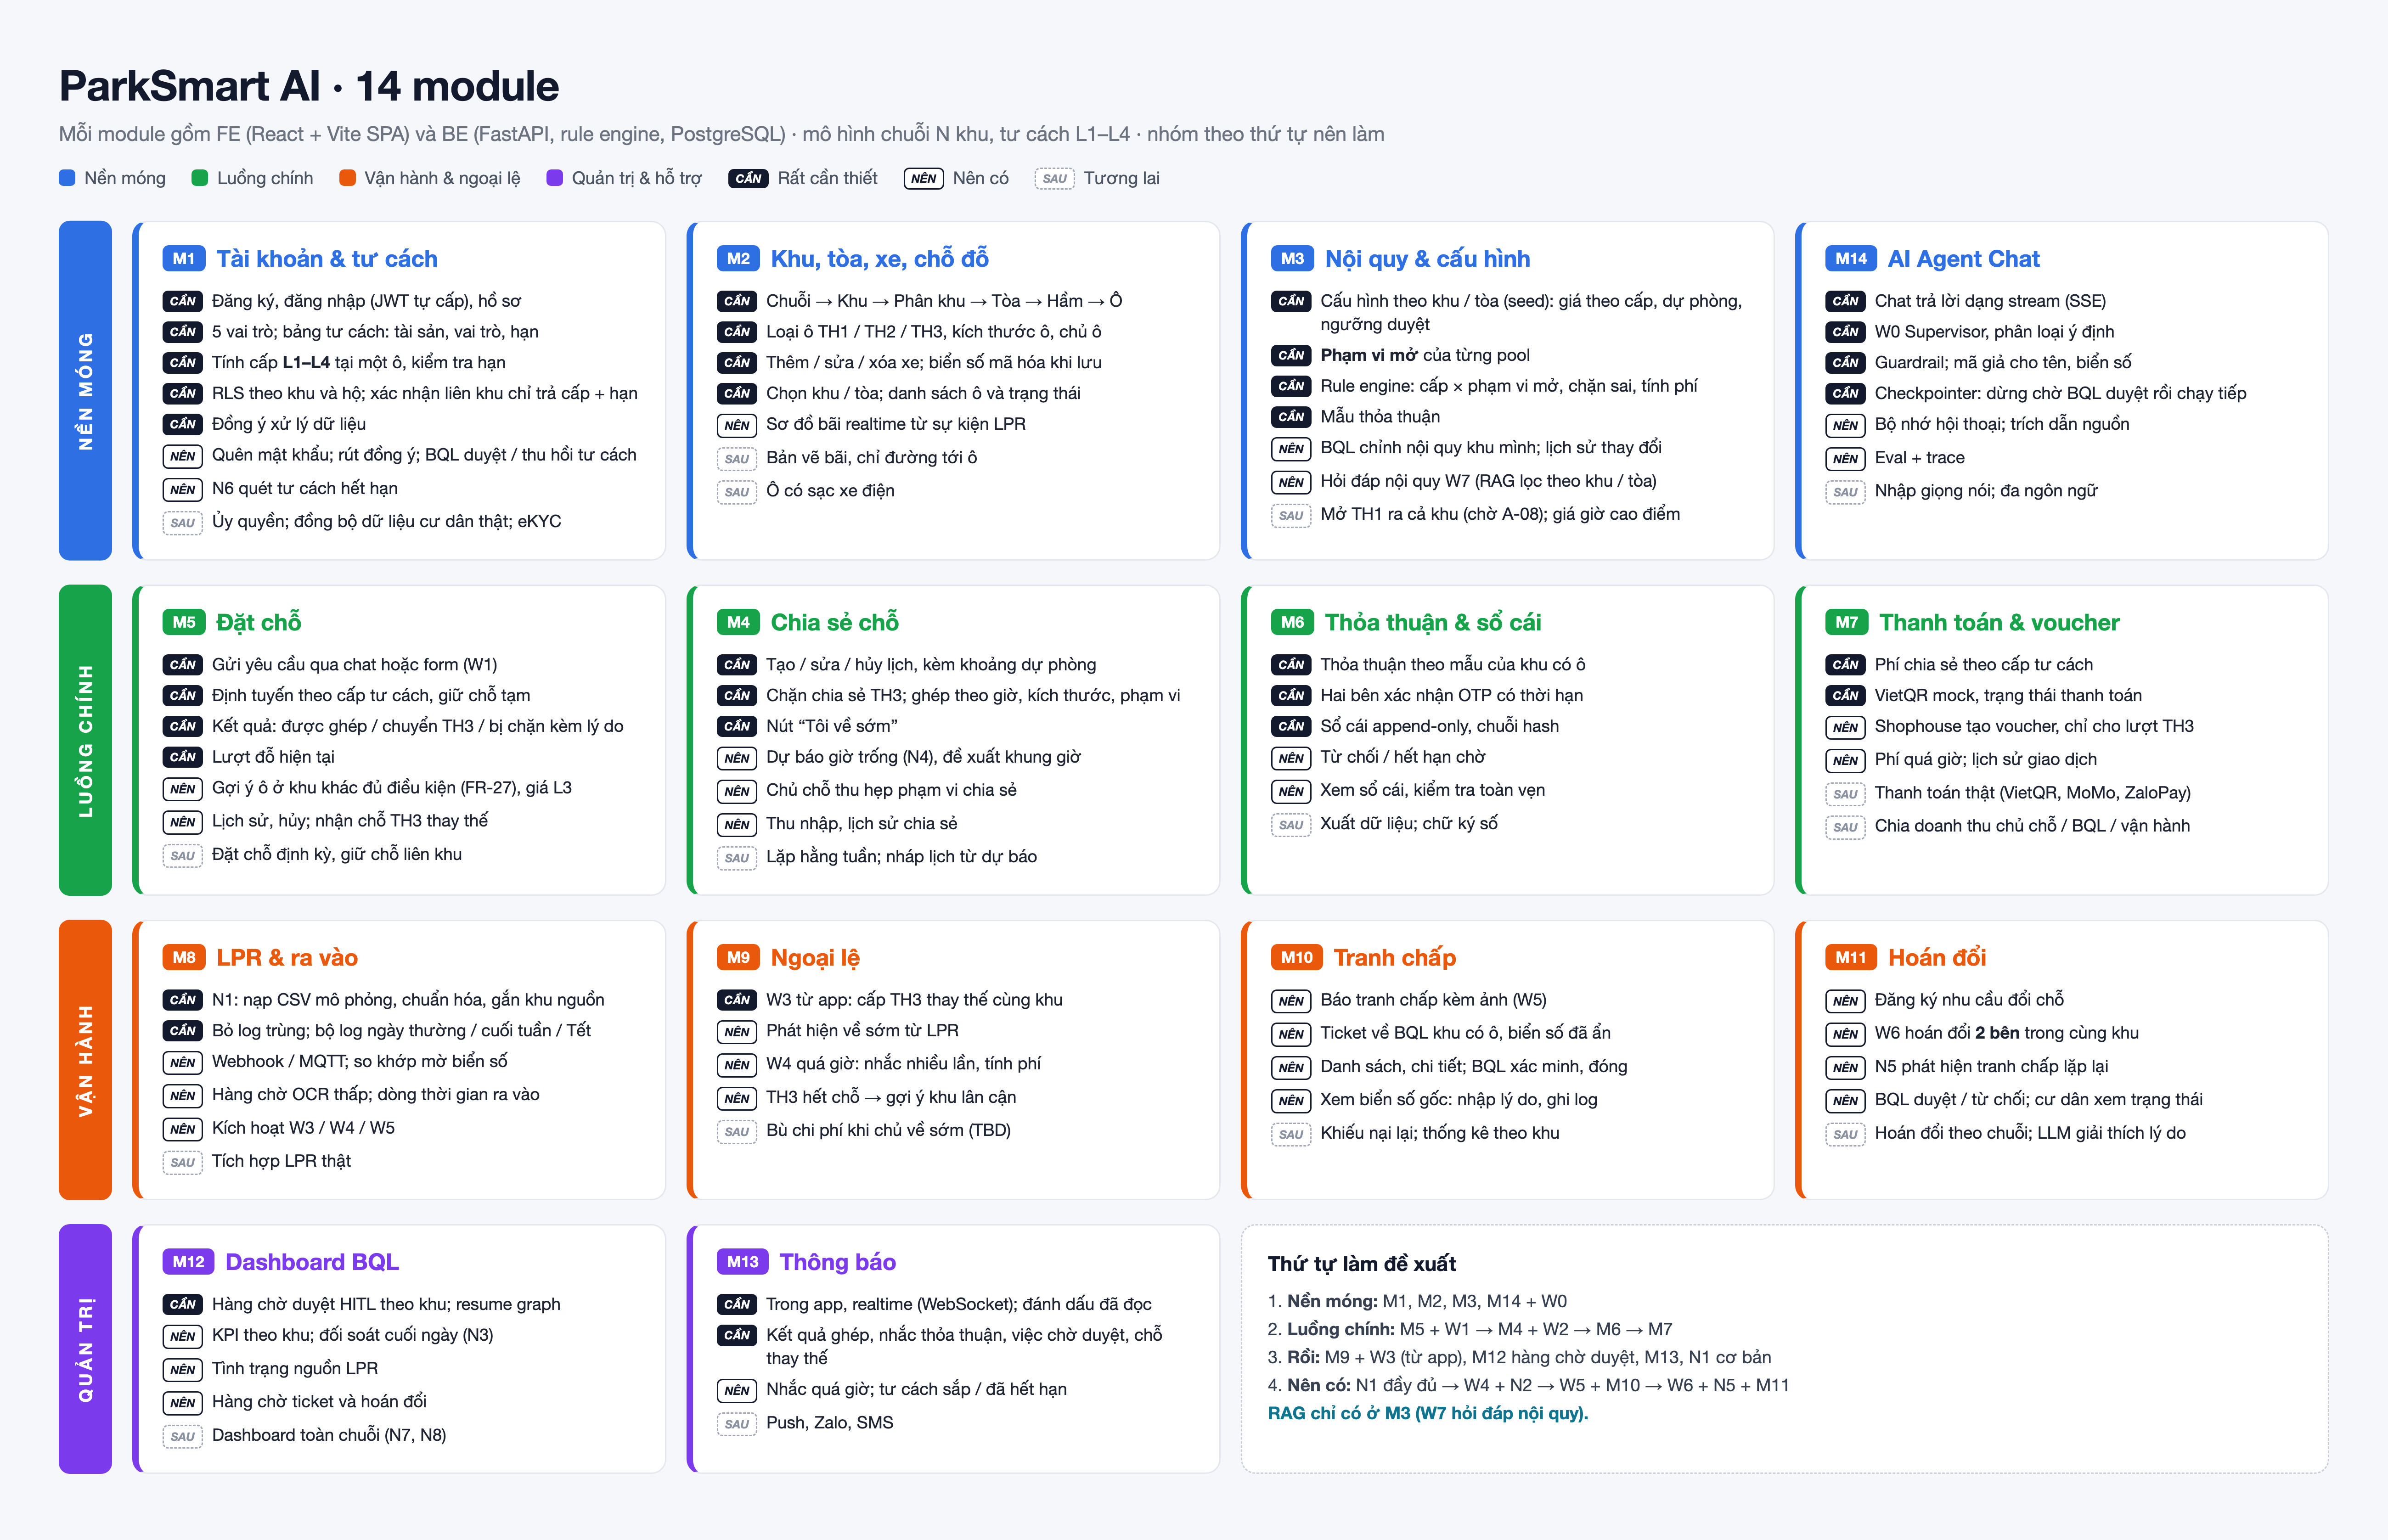 ParkSmart AI · 14 module
Mỗi module gồm FE (React + Vite SPA) và BE (FastAPI, rule engine, PostgreSQL) · mô hình chuỗi N khu, tư cách L1–L4 · nhóm theo thứ tự nên làm
Nền móng Luồng chính Vận hành & ngoại lệ Quản trị & hỗ trợ CẦN Rất cần thiết NÊN Nên có SAU Tương lai
NỀN MÓNG
M1 Tài khoản & tư cách
CẦN Đăng ký, đăng nhập (JWT tự cấp), hồ sơ
CẦN 5 vai trò; bảng tư cách: tài sản, vai trò, hạn
CẦN Tính cấp L1–L4 tại một ô, kiểm tra hạn
CẦN RLS theo khu và hộ; xác nhận liên khu chỉ trả cấp + hạn
CẦN Đồng ý xử lý dữ liệu
NÊN Quên mật khẩu; rút đồng ý; BQL duyệt / thu hồi tư cách
NÊN N6 quét tư cách hết hạn
SAU Ủy quyền; đồng bộ dữ liệu cư dân thật; eKYC
M2 Khu, tòa, xe, chỗ đỗ
CẦN Chuỗi → Khu → Phân khu → Tòa → Hầm → Ô
CẦN Loại ô TH1 / TH2 / TH3, kích thước ô, chủ ô
CẦN Thêm / sửa / xóa xe; biển số mã hóa khi lưu
CẦN Chọn khu / tòa; danh sách ô và trạng thái
NÊN Sơ đồ bãi realtime từ sự kiện LPR
SAU Bản vẽ bãi, chỉ đường tới ô
SAU Ô có sạc xe điện
M3 Nội quy & cấu hình
CẦN Cấu hình theo khu / tòa (seed): giá theo cấp, dự phòng,
ngưỡng duyệt
CẦN Phạm vi mở của từng pool
CẦN Rule engine: cấp × phạm vi mở, chặn sai, tính phí
CẦN Mẫu thỏa thuận
NÊN BQL chỉnh nội quy khu mình; lịch sử thay đổi
NÊN Hỏi đáp nội quy W7 (RAG lọc theo khu / tòa)
SAU Mở TH1 ra cả khu (chờ A-08); giá giờ cao điểm
M14 AI Agent Chat
CẦN Chat trả lời dạng stream (SSE)
CẦN W0 Supervisor, phân loại ý định
CẦN Guardrail; mã giả cho tên, biển số
CẦN Checkpointer: dừng chờ BQL duyệt rồi chạy tiếp
NÊN Bộ nhớ hội thoại; trích dẫn nguồn
NÊN Eval + trace
SAU Nhập giọng nói; đa ngôn ngữ
LUỒNG CHÍNH
M5 Đặt chỗ
CẦN Gửi yêu cầu qua chat hoặc form (W1)
CẦN Định tuyến theo cấp tư cách, giữ chỗ tạm
CẦN Kết quả: được ghép / chuyển TH3 / bị chặn kèm lý do
CẦN Lượt đỗ hiện tại
NÊN Gợi ý ô ở khu khác đủ điều kiện (FR-27), giá L3
NÊN Lịch sử, hủy; nhận chỗ TH3 thay thế
SAU Đặt chỗ định kỳ, giữ chỗ liên khu
M4 Chia sẻ chỗ
CẦN Tạo / sửa / hủy lịch, kèm khoảng dự phòng
CẦN Chặn chia sẻ TH3; ghép theo giờ, kích thước, phạm vi
CẦN Nút “Tôi về sớm”
NÊN Dự báo giờ trống (N4), đề xuất khung giờ
NÊN Chủ chỗ thu hẹp phạm vi chia sẻ
NÊN Thu nhập, lịch sử chia sẻ
SAU Lặp hằng tuần; nháp lịch từ dự báo
M6 Thỏa thuận & sổ cái
CẦN Thỏa thuận theo mẫu của khu có ô
CẦN Hai bên xác nhận OTP có thời hạn
CẦN Sổ cái append-only, chuỗi hash
NÊN Từ chối / hết hạn chờ
NÊN Xem sổ cái, kiểm tra toàn vẹn
SAU Xuất dữ liệu; chữ ký số
M7 Thanh toán & voucher
CẦN Phí chia sẻ theo cấp tư cách
CẦN VietQR mock, trạng thái thanh toán
NÊN Shophouse tạo voucher, chỉ cho lượt TH3
NÊN Phí quá giờ; lịch sử giao dịch
SAU Thanh toán thật (VietQR, MoMo, ZaloPay)
SAU Chia doanh thu chủ chỗ / BQL / vận hành
VẬN HÀNH
M8 LPR & ra vào
CẦN N1: nạp CSV mô phỏng, chuẩn hóa, gắn khu nguồn
CẦN Bỏ log trùng; bộ log ngày thường / cuối tuần / Tết
NÊN Webhook / MQTT; so khớp mờ biển số
NÊN Hàng chờ OCR thấp; dòng thời gian ra vào
NÊN Kích hoạt W3 / W4 / W5
SAU Tích hợp LPR thật
M9 Ngoại lệ
CẦN W3 từ app: cấp TH3 thay thế cùng khu
NÊN Phát hiện về sớm từ LPR
NÊN W4 quá giờ: nhắc nhiều lần, tính phí
NÊN TH3 hết chỗ → gợi ý khu lân cận
SAU Bù chi phí khi chủ về sớm (TBD)
M10 Tranh chấp
NÊN Báo tranh chấp kèm ảnh (W5)
NÊN Ticket về BQL khu có ô, biển số đã ẩn
NÊN Danh sách, chi tiết; BQL xác minh, đóng
NÊN Xem biển số gốc: nhập lý do, ghi log
SAU Khiếu nại lại; thống kê theo khu
M11 Hoán đổi
NÊN Đăng ký nhu cầu đổi chỗ
NÊN W6 hoán đổi 2 bên trong cùng khu
NÊN N5 phát hiện tranh chấp lặp lại
NÊN BQL duyệt / từ chối; cư dân xem trạng thái
SAU Hoán đổi theo chuỗi; LLM giải thích lý do
QUẢN TRỊ
M12 Dashboard BQL
CẦN Hàng chờ duyệt HITL theo khu; resume graph
NÊN KPI theo khu; đối soát cuối ngày (N3)
NÊN Tình trạng nguồn LPR
NÊN Hàng chờ ticket và hoán đổi
SAU Dashboard toàn chuỗi (N7, N8)
M13 Thông báo
CẦN Trong app, realtime (WebSocket); đánh dấu đã đọc
CẦN Kết quả ghép, nhắc thỏa thuận, việc chờ duyệt, chỗ
thay thế
NÊN Nhắc quá giờ; tư cách sắp / đã hết hạn
SAU Push, Zalo, SMS
Thứ tự làm đề xuất
1. Nền móng: M1, M2, M3, M14 + W0
2. Luồng chính: M5 + W1 → M4 + W2 → M6 → M7
3. Rồi: M9 + W3 (từ app), M12 hàng chờ duyệt, M13, N1 cơ bản
4. Nên có: N1 đầy đủ → W4 + N2 → W5 + M10 → W6 + N5 + M11
RAG chỉ có ở M3 (W7 hỏi đáp nội quy).